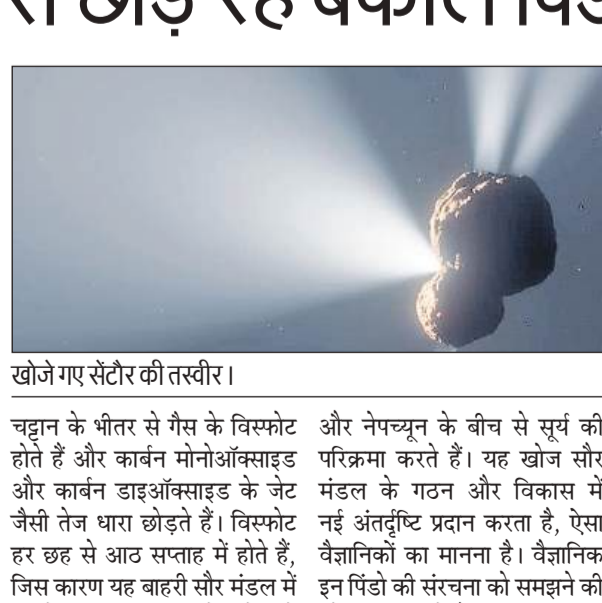 रहे
खोजे गए सेंटौर की तस्वीर।
चट्टान के भीतर से गैस के विस्फोट
होते हैं और कार्बन मोनोऑक्साइड
और कार्बन डाइऑक्साइड के जेट
जैसी तेज धारा छोड़ते हैं। विस्फोट
हर छह से आठ सप्ताह में होते हैं,
जिस कारण यह बाहरी सौर मंडल में
और नेपच्यून के बीच से सूर्य की
परिक्रमा करते हैं। यह खोज सौर
मंडल के गठन और विकास में
नई अंतर्दृष्टि प्रदान करता है, ऐसा
वैज्ञानिकों का मानना है। वैज्ञानिक
इन पिंडो की संरचना को समझने की